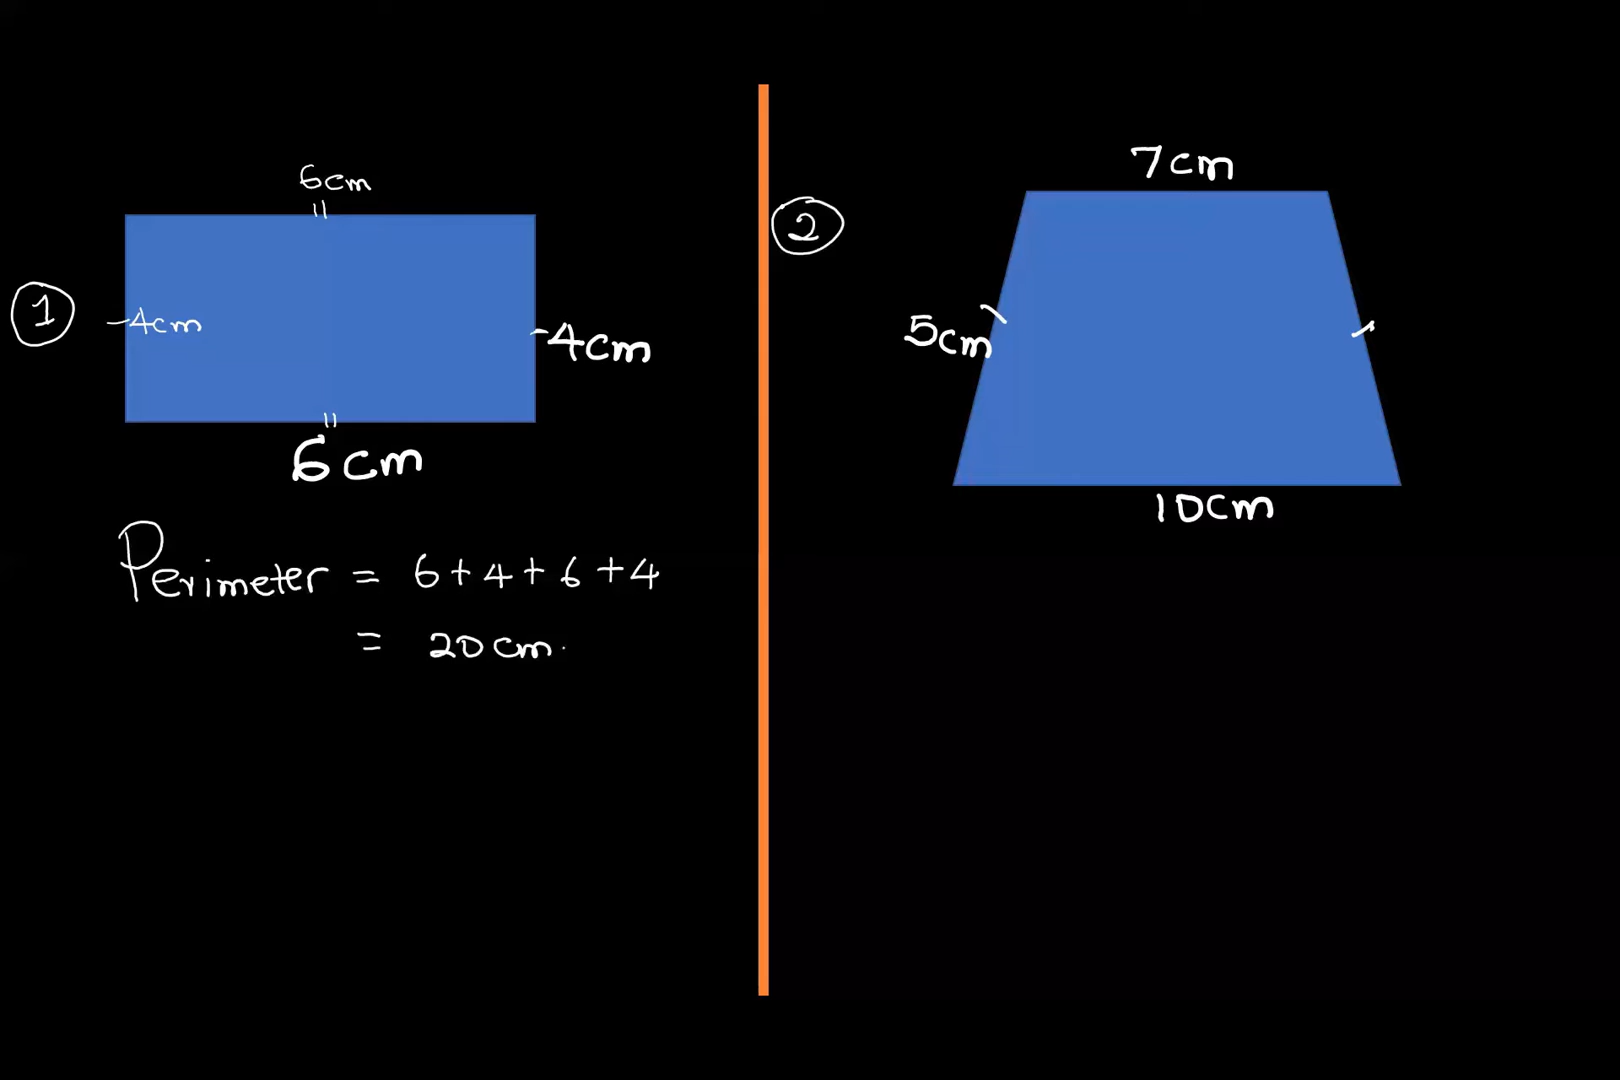 1
6cm
4cm
4cm
6cm
Perimeter = 6+4+6+4
= 20cm.
2
7cm
5cm
10cm